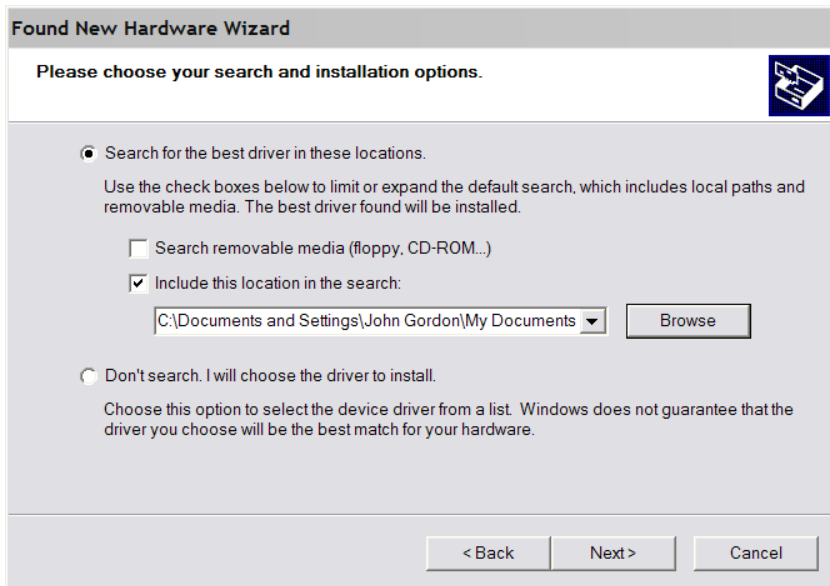 Found New Hardware Wizard
Please choose your search and installation options.
Search for the best driver in these locations.
Use the check boxes below to limit or expand the default search, which includes local paths and
removable media. The best driver found will be installed.
Search removable media (floppy, CD-ROM...)
Include this location in the search:
C:\Documents and Settings\John Gordon\My Documents
Browse
Don't search. I will choose the driver to install.
Choose this option to select the device driver from a list. Windows does not guarantee that the
driver you choose will be the best match for your hardware.
< Back
Next >
Cancel